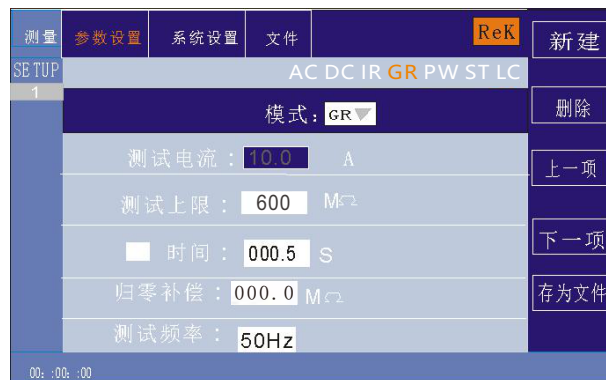 测量 参数设置 系统设置 文件 ReK 新建
SETUP AC DC IR GR PW ST LC
1
模式：GR 删除
测试电流： 10.0 A 上一项
测试上限： 600 MΩ
时间： 000.5 S 下一项
归零补偿： 000.0 MΩ 存为文件
测试频率： 50Hz
00: :00: :00